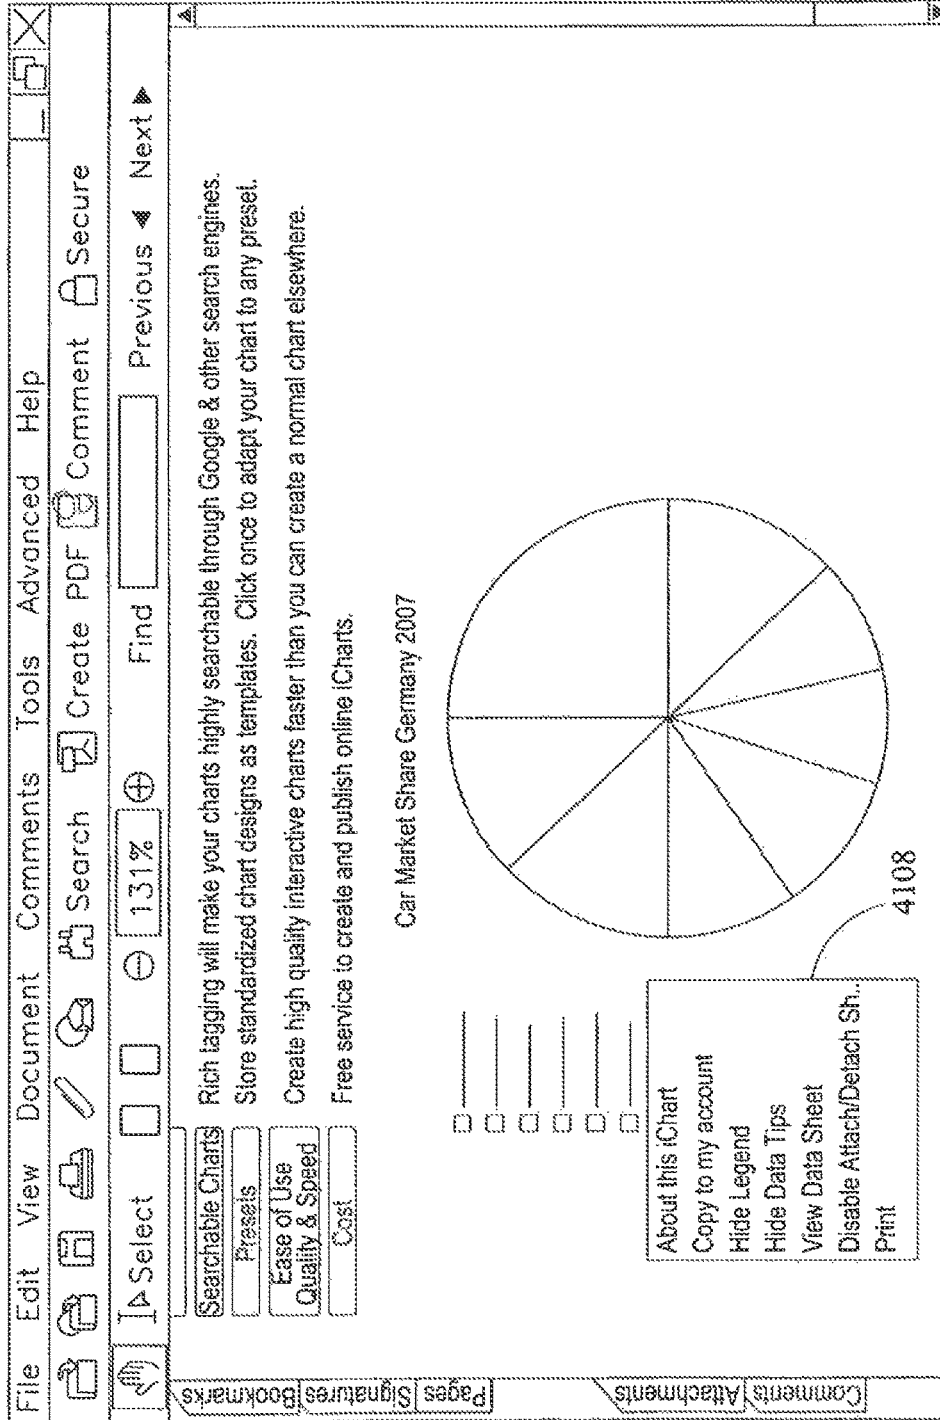 File Edit View Document Comments Tools Advanced Help
Search Create PDF Comment Secure
Select 131% Find Previous Next
Searchable Charts Rich tagging will make your charts highly searchable through Google & other search engines.
Presets Store standardized chart designs as templates. Click once to adapt your chart to any preset.
Ease of Use
Quality & Speed
Create high quality interactive charts faster than you can create a normal chart elsewhere.
Cost Free service to create and publish online iCharts.
Car Market Share Germany 2007
About this iChart
Copy to my account
Hide Legend
Hide Data Tips
View Data Sheet
Disable Attach/Detach Sh..
Print
4108
Bookmarks
Signatures
Pages
Attachments
Comments